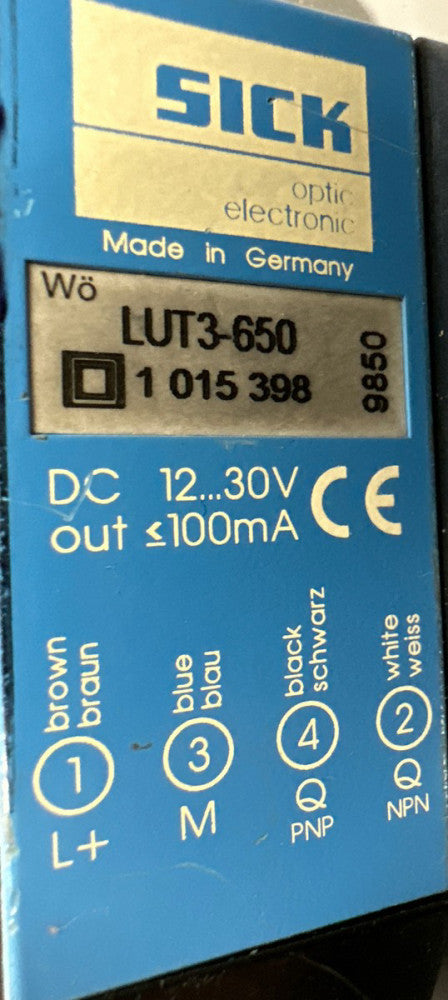 SICK
optic
electronic
Made in Germany
Wö
LUT3-650
1 015 398
9850
DC 12...30V
out ≤100mA
CE
brown
braun
1
L+
blue
blau
3
M
black
schwarz
4
Q
PNP
white
weiss
2
Q
NPN